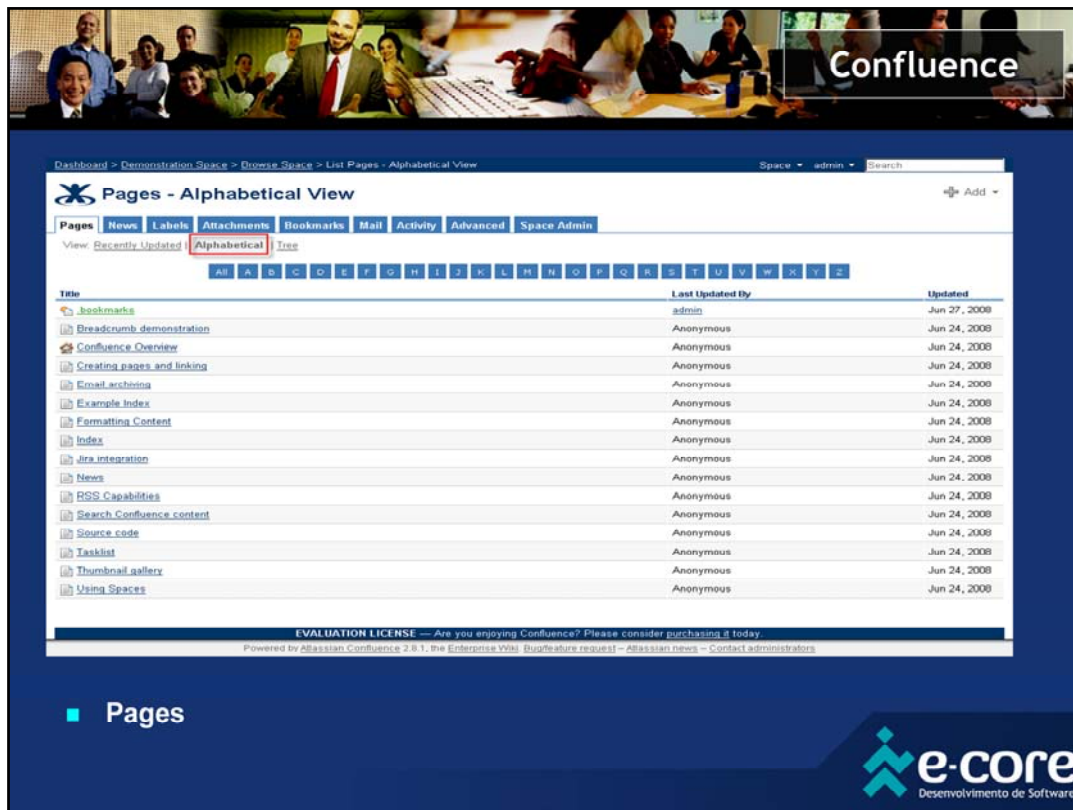 Confluence
Dashboard > Demonstration Space > Browse Space > List Pages - Alphabetical View Space admin Search
Pages - Alphabetical View Add
Pages News Labels Attachments Bookmarks Mail Activity Advanced Space Admin
View: Recently Updated | Alphabetical | Tree
All A B C D E F G H I J K L M N O P Q R S T U V W X Y Z
Title Last Updated By Updated
.bookmarks admin Jun 27, 2008
Breadcrumb demonstration Anonymous Jun 24, 2008
Confluence Overview Anonymous Jun 24, 2008
Creating pages and linking Anonymous Jun 24, 2008
Email archiving Anonymous Jun 24, 2008
Example Index Anonymous Jun 24, 2008
Formatting Content Anonymous Jun 24, 2008
Index Anonymous Jun 24, 2008
Jira integration Anonymous Jun 24, 2008
News Anonymous Jun 24, 2008
RSS Capabilities Anonymous Jun 24, 2008
Search Confluence content Anonymous Jun 24, 2008
Source code Anonymous Jun 24, 2008
Tasklist Anonymous Jun 24, 2008
Thumbnail gallery Anonymous Jun 24, 2008
Using Spaces Anonymous Jun 24, 2008
EVALUATION LICENSE — Are you enjoying Confluence? Please consider purchasing it today.
Powered by Atlassian Confluence 2.8.1, the Enterprise Wiki. Bug/feature request – Atlassian news – Contact administrators
Pages
e-core
Desenvolvimento de Software